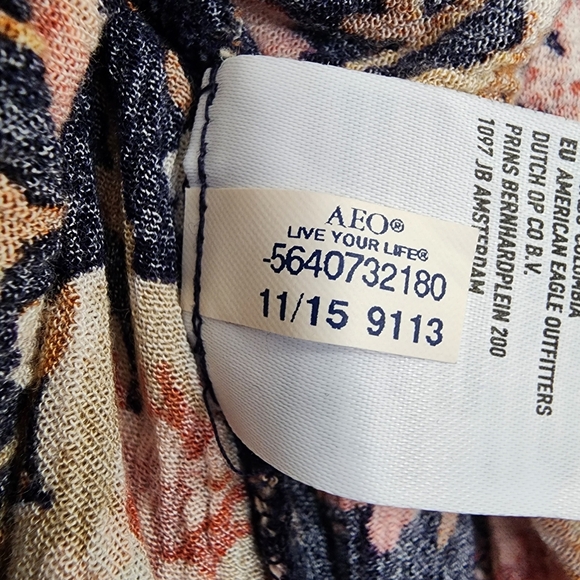 AEO®
LIVE YOUR LIFE®
-5640732180
11/15 9113
EU AMERICAN EAGLE OUTFITTERS
DUTCH OP CO B.V.
PRINS BERNHARDPLEIN 200
1097 JB AMSTERDAM